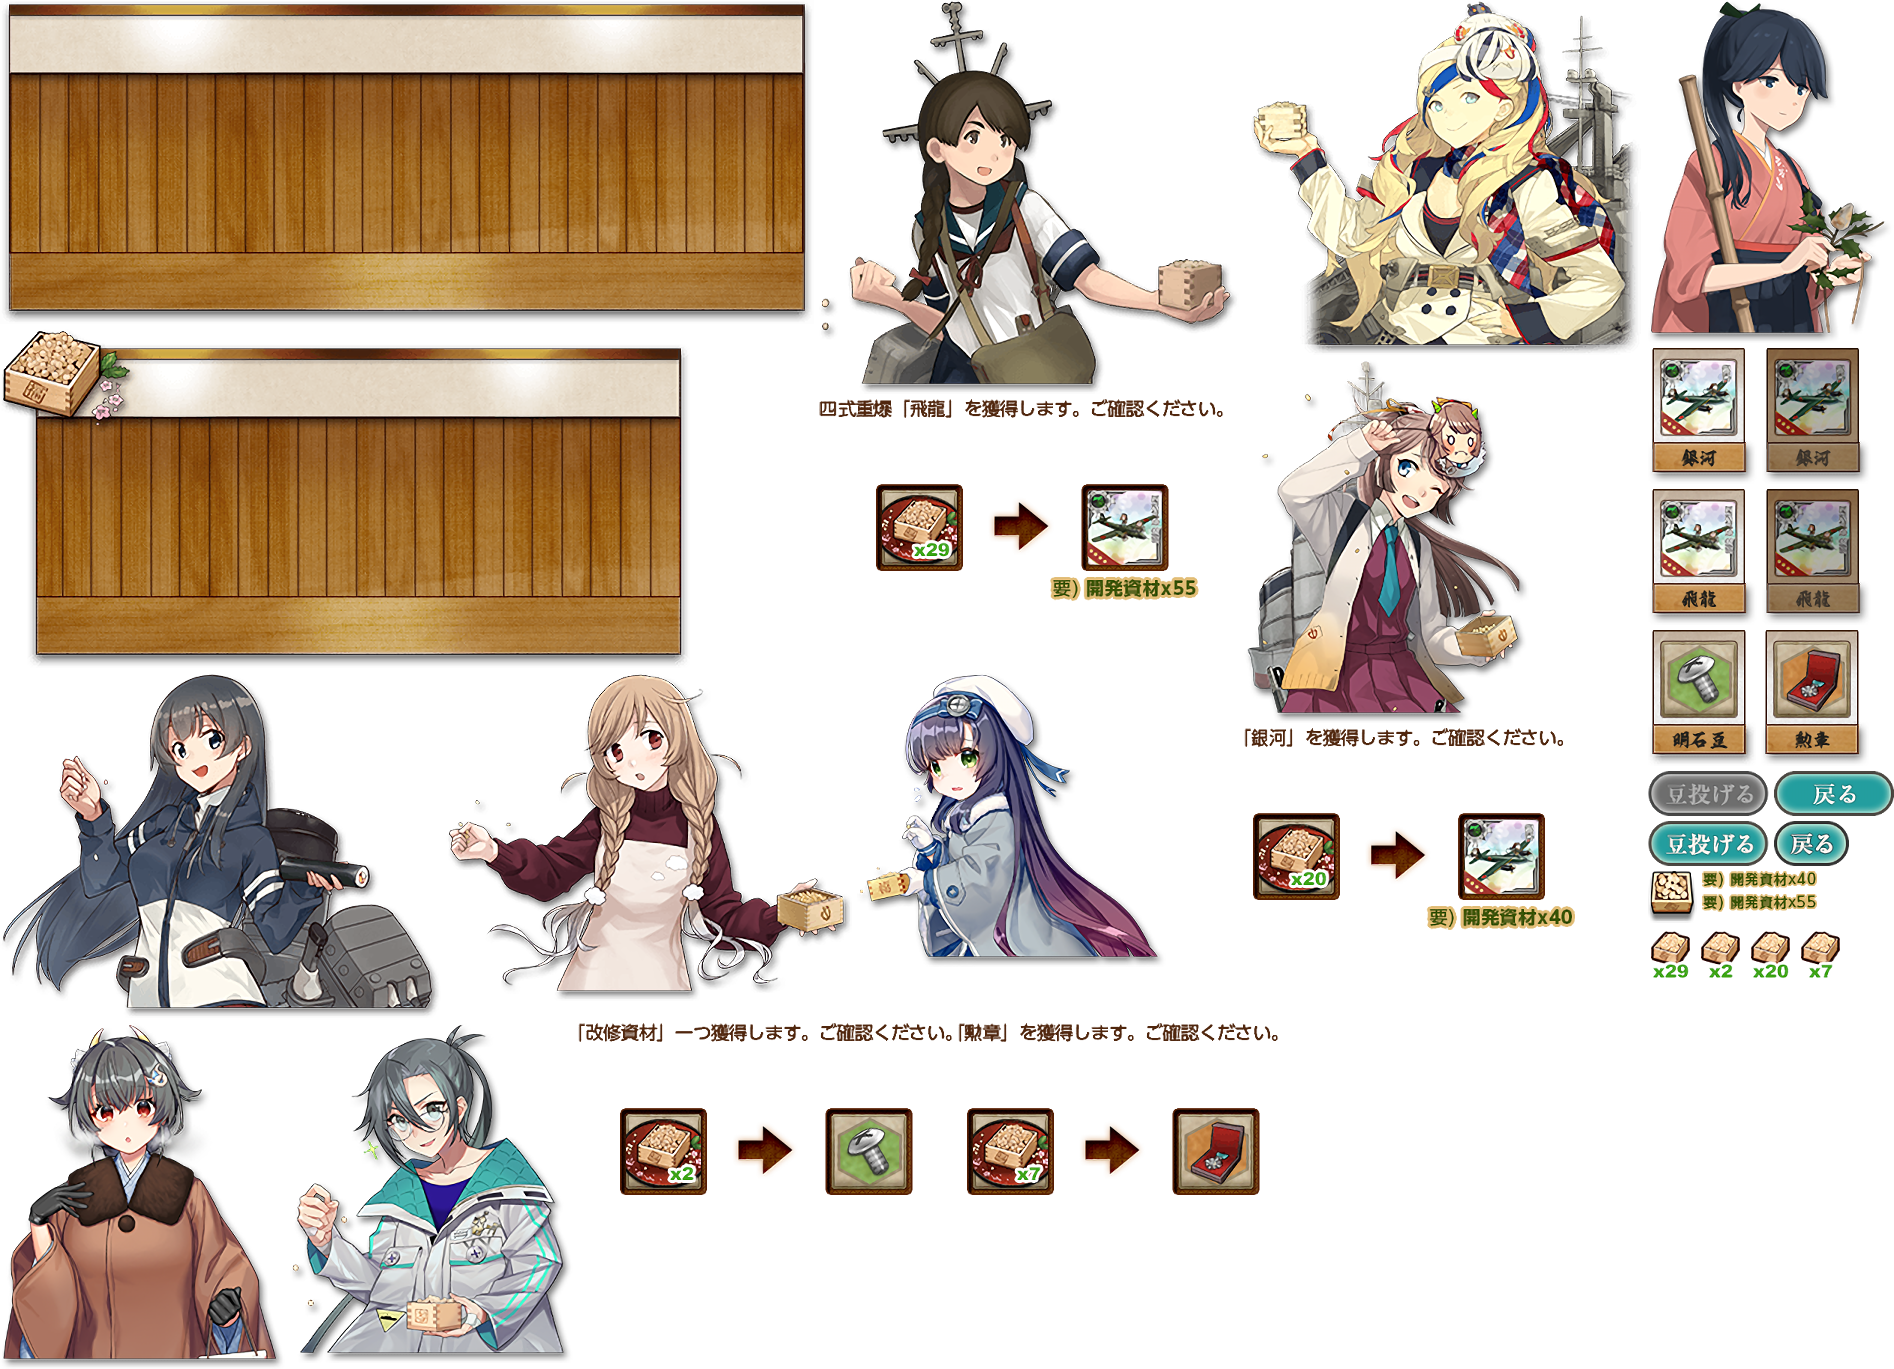 四式重爆「飛龍」を獲得します。ご確認ください。
x29
要) 開発資材x55
「銀河」を獲得します。ご確認ください。
x20
要) 開発資材x40
銀河
銀河
飛龍
飛龍
明石豆
勲章
豆投げる
戻る
豆投げる
戻る
要) 開発資材x40
要) 開発資材x55
x29
x2
x20
x7
「改修資材」一つ獲得します。ご確認ください。
「勲章」を獲得します。ご確認ください。
x2
x7